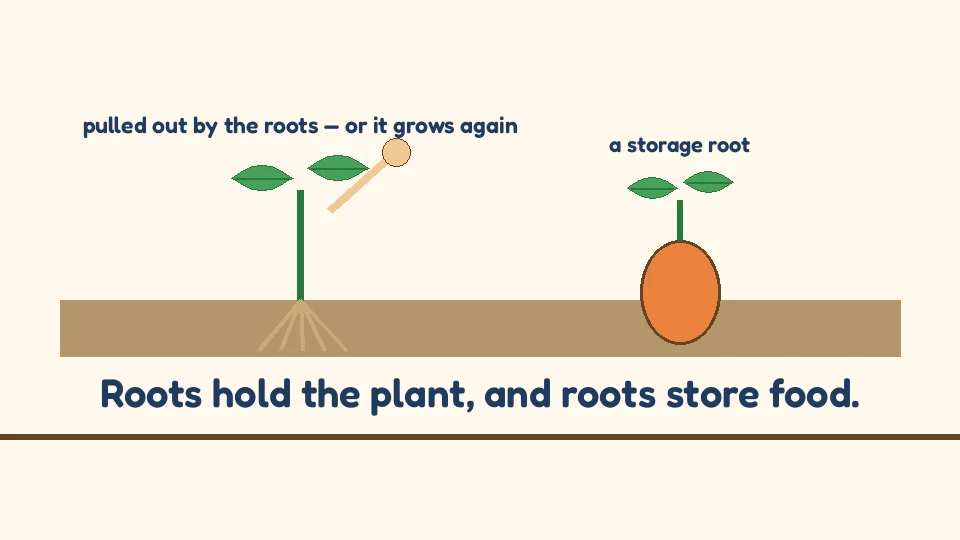 pulled out by the roots – or it grows again
a storage root
Roots hold the plant, and roots store food.